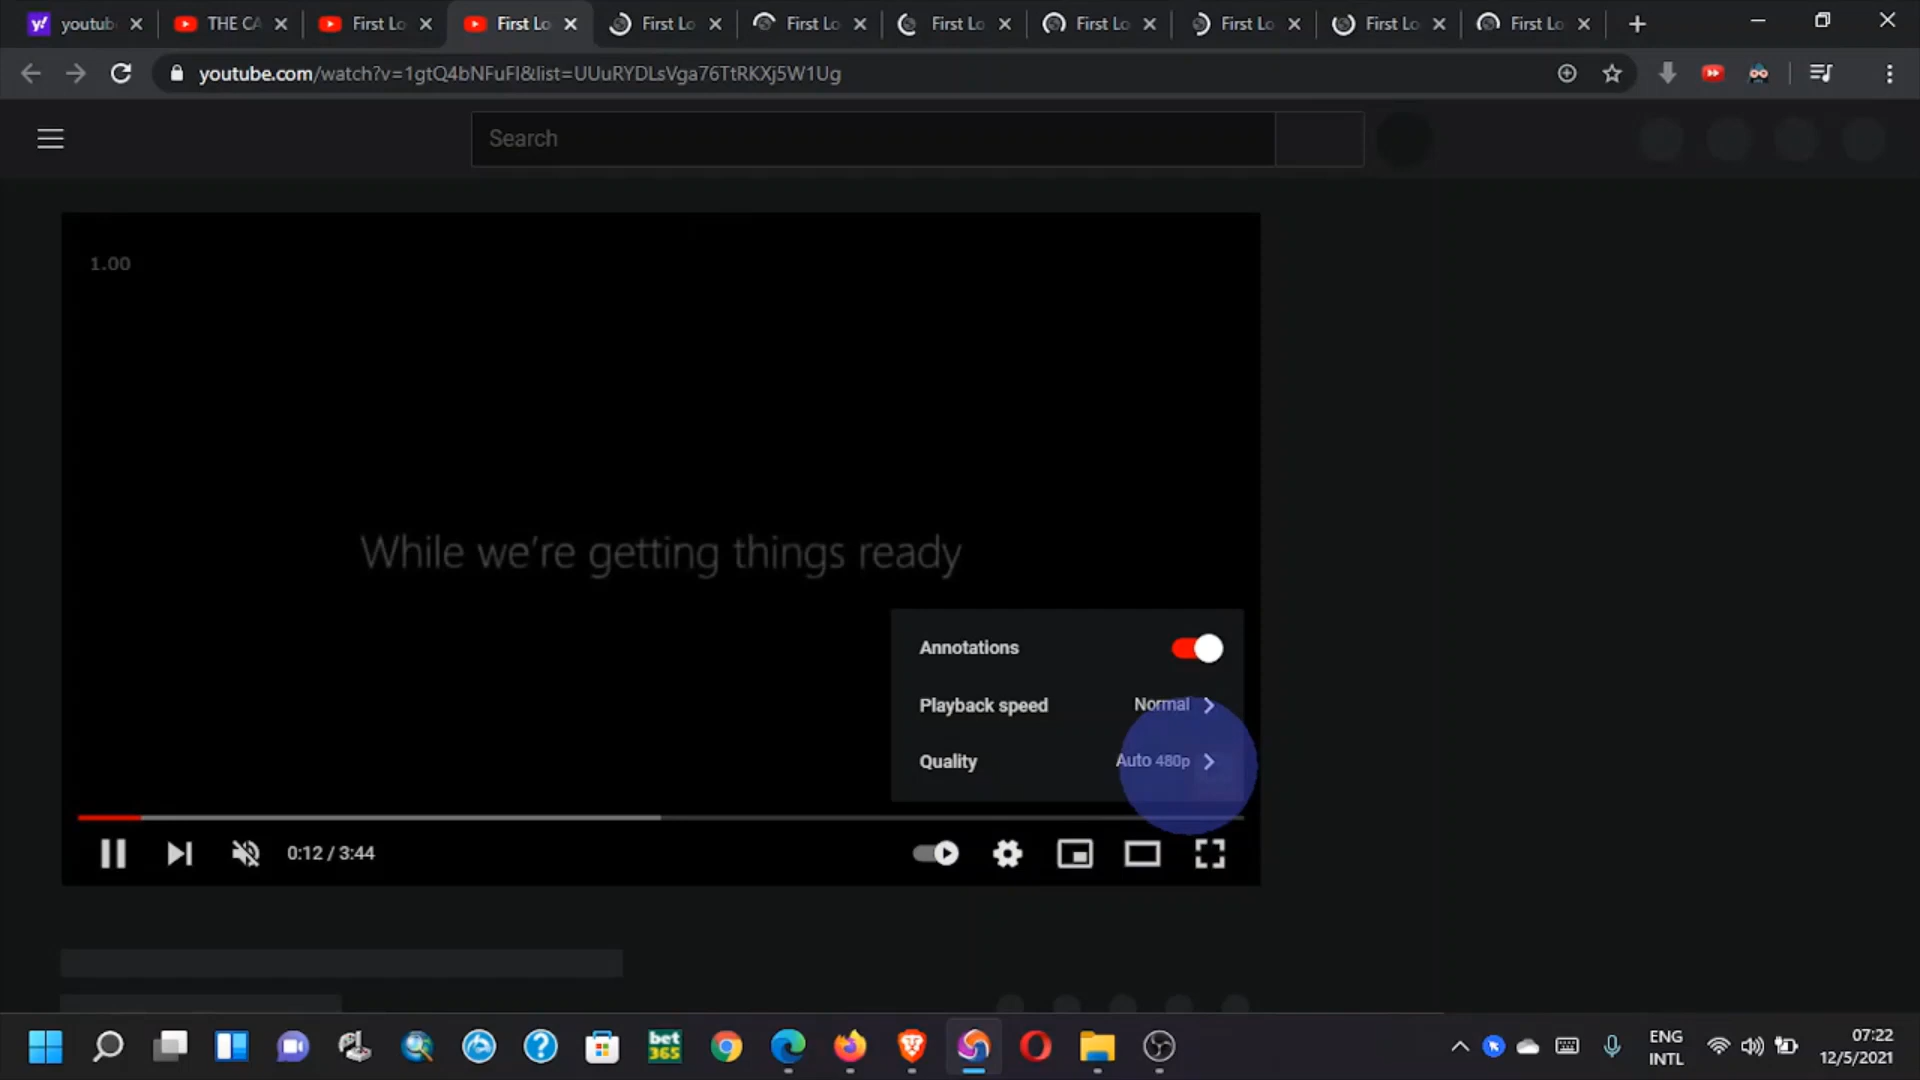 youtub
THE CA
First Lo
First Lo
First Lo
First Lo
First Lo
First Lo
First Lo
First Lo
First Lo
youtube.com/watch?v=1gtQ4bNFuFI&list=UUuRYDLsVga76TtRKXj5W1Ug
Search
1.00
While we're getting things ready
Annotations
Playback speed Normal
Quality Auto 480p
0:12 / 3:44
bet
365
ENG
INTL
07:22
12/5/2021